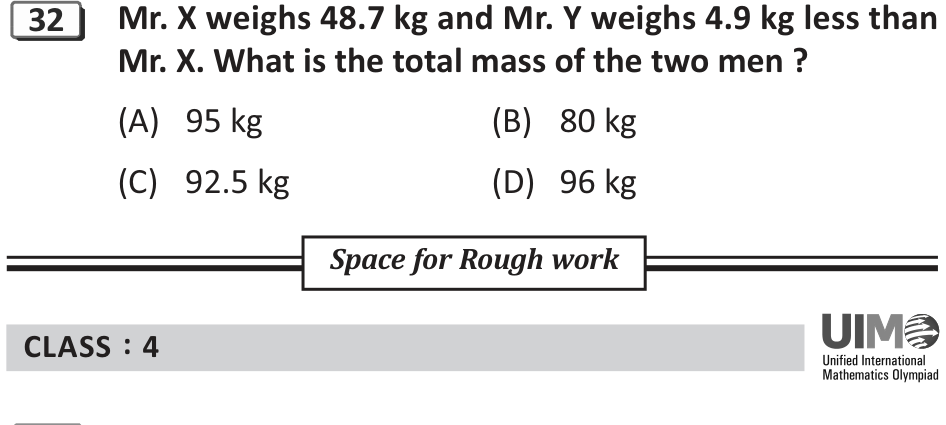 32 Mr. X weighs 48.7 kg and Mr. Y weighs 4.9 kg less than
Mr. X. What is the total mass of the two men ?
(A) 95 kg (B) 80 kg
(C) 92.5 kg (D) 96 kg
Space for Rough work
CLASS : 4
UIMO
Unified International
Mathematics Olympiad